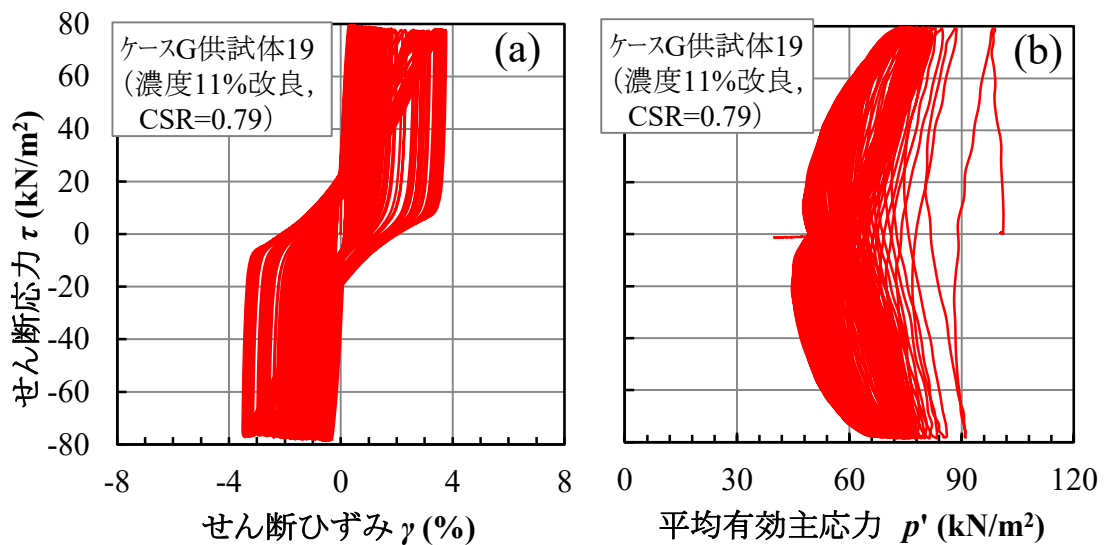 ケースG供試体19
（濃度11%改良,
CSR=0.79）
(a)
せん断応力 τ (kN/m²)
80
60
40
20
0
-20
-40
-60
-80
-8
-4
0
4
8
せん断ひずみ γ (%)
ケースG供試体19
（濃度11%改良,
CSR=0.79）
(b)
0
30
60
90
120
平均有効主応力 p' (kN/m²)